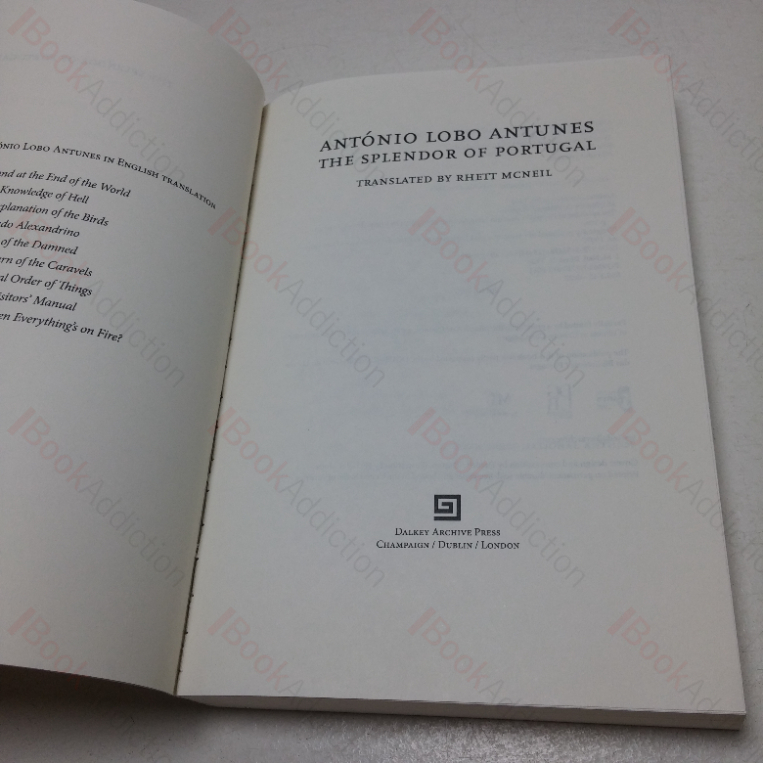 ÓNIO LOBO ANTUNES IN ENGLISH TRANSLATION
nd at the End of the World
Knowledge of Hell
planation of the Birds
do Alexandrino
of the Damned
rn of the Caravels
al Order of Things
isitors' Manual
en Everything's on Fire?
ANTÓNIO LOBO ANTUNES
THE SPLENDOR OF PORTUGAL
TRANSLATED BY RHETT MCNEIL
DALKEY ARCHIVE PRESS
CHAMPAIGN / DUBLIN / LONDON
BookAddiction